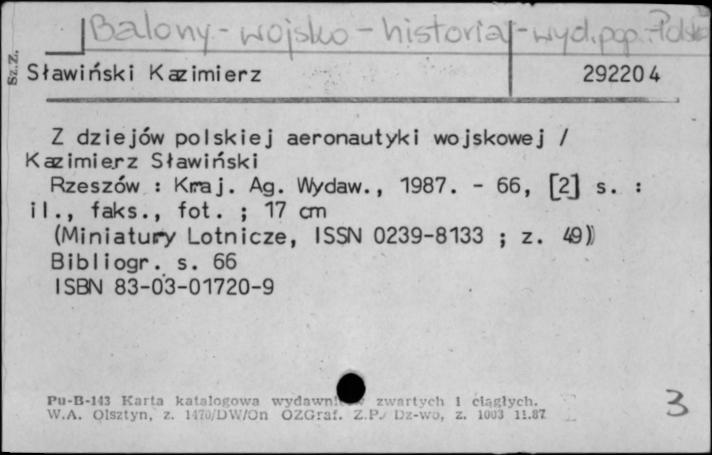 Balony - wojsko - historia - wyd. pop. Polska
Sz.Z.
Sławiński Kazimierz 292204
Z dziejów polskiej aeronautyki wojskowej /
Kazimierz Sławiński
Rzeszów : Kraj. Ag. Wydaw., 1987. - 66, [2] s. :
il., faks., fot. ; 17 cm
(Miniatury Lotnicze, ISSN 0239-8133 ; z. 49)
Bibliogr. s. 66
ISBN 83-03-01720-9
Pu-B-143 Karta katalogowa wydawnictw zwartych i ciągłych.
W.A. Olsztyn, z. 1470/DW/On OZGraf. Z.P. Dz-wo, z. 1003 11.87
3